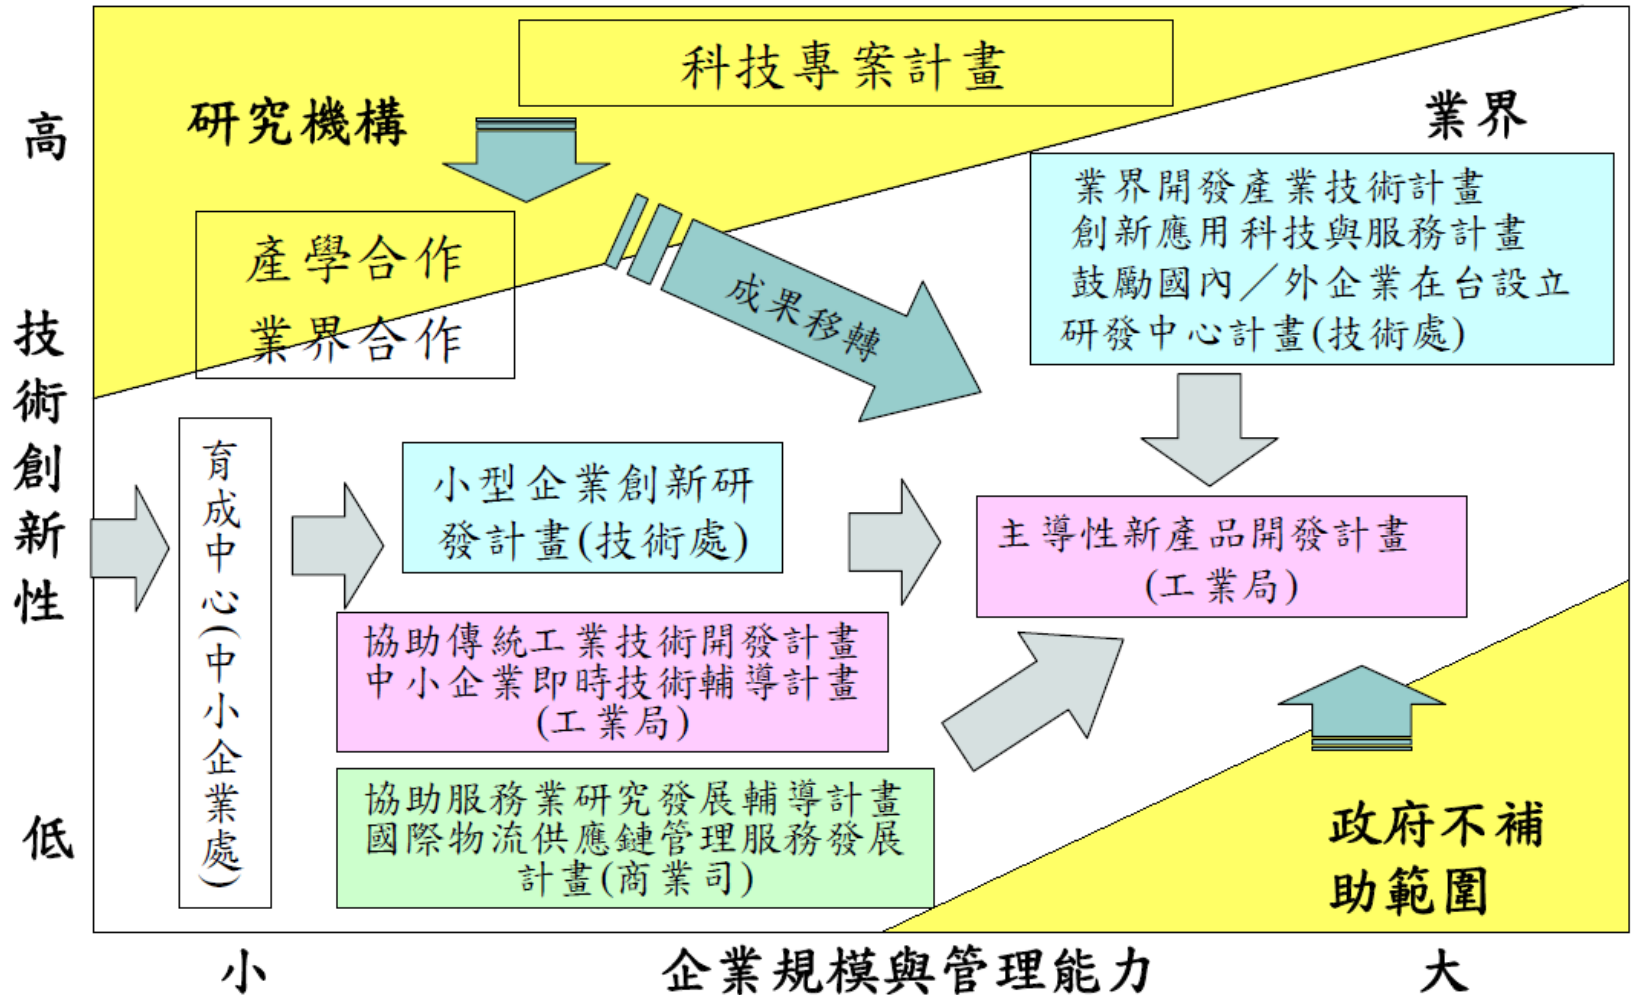 科技專案計畫
研究機構
業界
高
業界開發產業技術計畫
創新應用科技與服務計畫
鼓勵國內／外企業在台設立
研發中心計畫(技術處)
產學合作
業界合作
成果移轉
技術創新性
育成中心(中小企業處)
小型企業創新研
發計畫(技術處)
主導性新產品開發計畫
(工業局)
協助傳統工業技術開發計畫
中小企業即時技術輔導計畫
(工業局)
協助服務業研究發展輔導計畫
國際物流供應鏈管理服務發展
計畫(商業司)
低
政府不補
助範圍
小
企業規模與管理能力
大